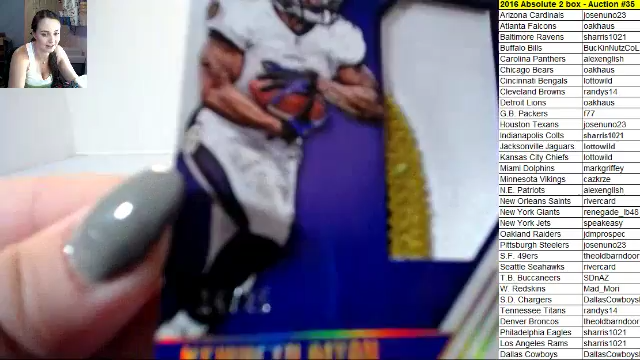 2016 Absolute 2 box - Auction #35
Arizona Cardinals josenuno23
Atlanta Falcons oakhaus
Baltimore Ravens sharris1021
Buffalo Bills BucKinNutzCoL
Carolina Panthers alexenglish
Chicago Bears oakhaus
Cincinnati Bengals lottowild
Cleveland Browns randys14
Detroit Lions oakhaus
G.B. Packers f77
Houston Texans josenuno23
Indianapolis Colts sharris1021
Jacksonville Jaguars lottowild
Kansas City Chiefs lottowild
Miami Dolphins markgriffey
Minnesota Vikings cazkrze
N.E. Patriots alexenglish
New Orleans Saints rivercard
New York Giants renegade_lb48
New York Jets speakeasy
Oakland Raiders jdmprospec
Pittsburgh Steelers josenuno23
S.F. 49ers theoldbarndoor
Seattle Seahawks rivercard
T.B. Buccaneers SDnAZ
W. Redskins Mad_Mori
S.D. Chargers DallasCowboys
Tennessee Titans randys14
Denver Broncos theoldbarndoor
Philadelphia Eagles sharris1021
Los Angeles Rams sharris1021
Dallas Cowboys DallasCowboys